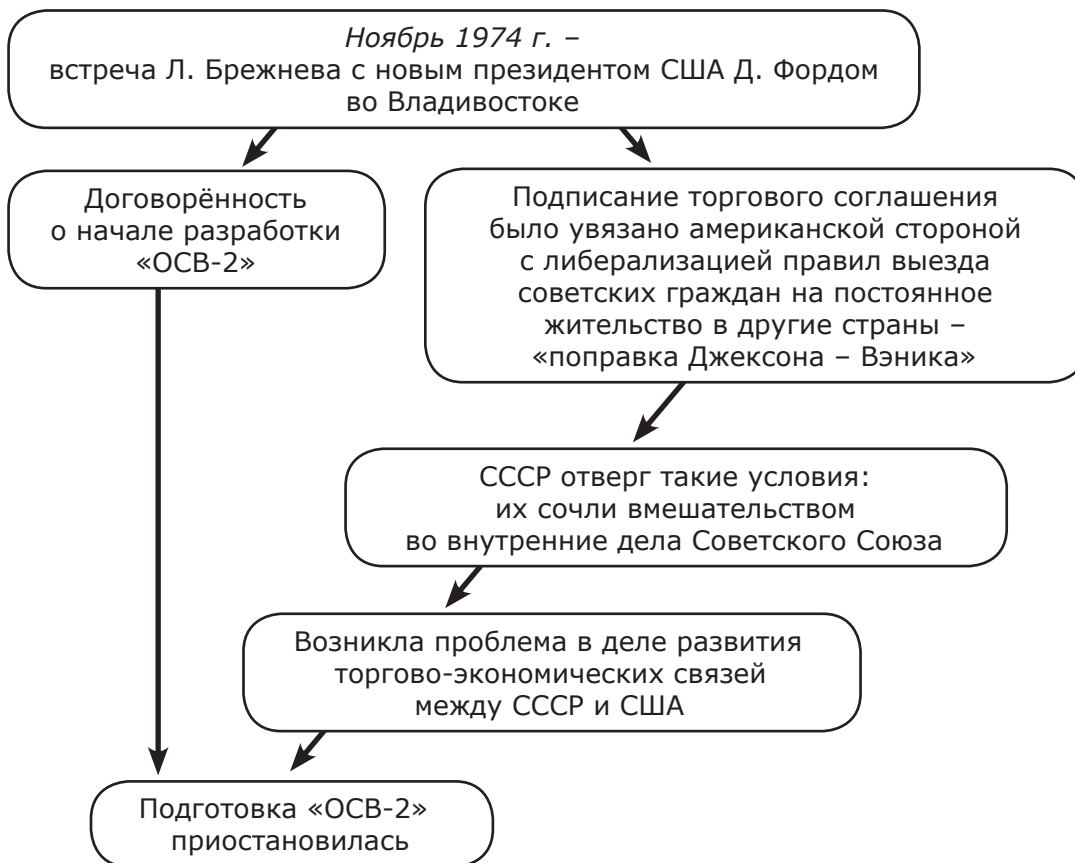 Ноябрь 1974 г. –
встреча Л. Брежнева с новым президентом США Д. Фордом
во Владивостоке
Договорённость
о начале разработки
«ОСВ-2»
Подписание торгового соглашения
было увязано американской стороной
с либерализацией правил выезда
советских граждан на постоянное
жительство в другие страны –
«поправка Джексона – Вэника»
СССР отверг такие условия:
их сочли вмешательством
во внутренние дела Советского Союза
Возникла проблема в деле развития
торгово-экономических связей
между СССР и США
Подготовка «ОСВ-2»
приостановилась